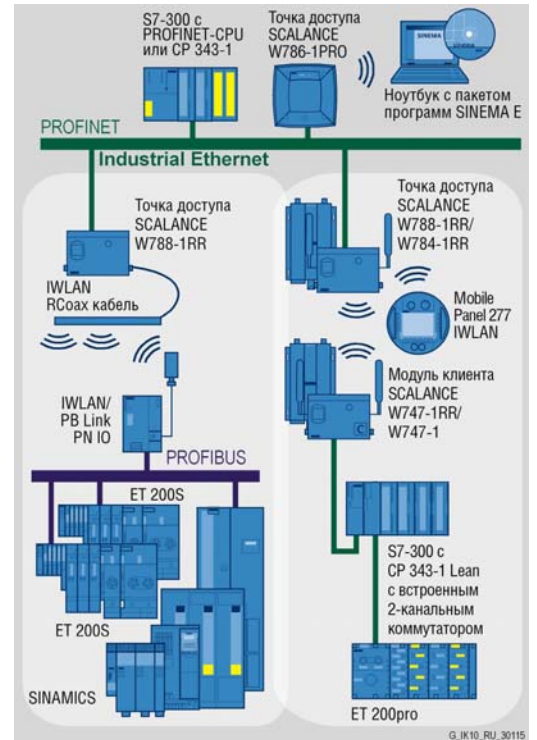 S7-300 с
PROFINET-CPU
или CP 343-1
Точка доступа
SCALANCE
W786-1PRO
SINEMA
Ноутбук с пакетом
программ SINEMA E
PROFINET
Industrial Ethernet
Точка доступа
SCALANCE
W788-1RR
IWLAN
RCoax кабель
IWLAN/
PB Link
PN IO
PROFIBUS
ET 200S
ET 200S
SINAMICS
Точка доступа
SCALANCE
W788-1RR/
W784-1RR
Mobile
Panel 277
IWLAN
Модуль клиента
SCALANCE
W747-1RR/
W747-1
S7-300 с
CP 343-1 Lean
с встроенным
2-канальным
коммутатором
ET 200pro
G_IK10_RU_30115